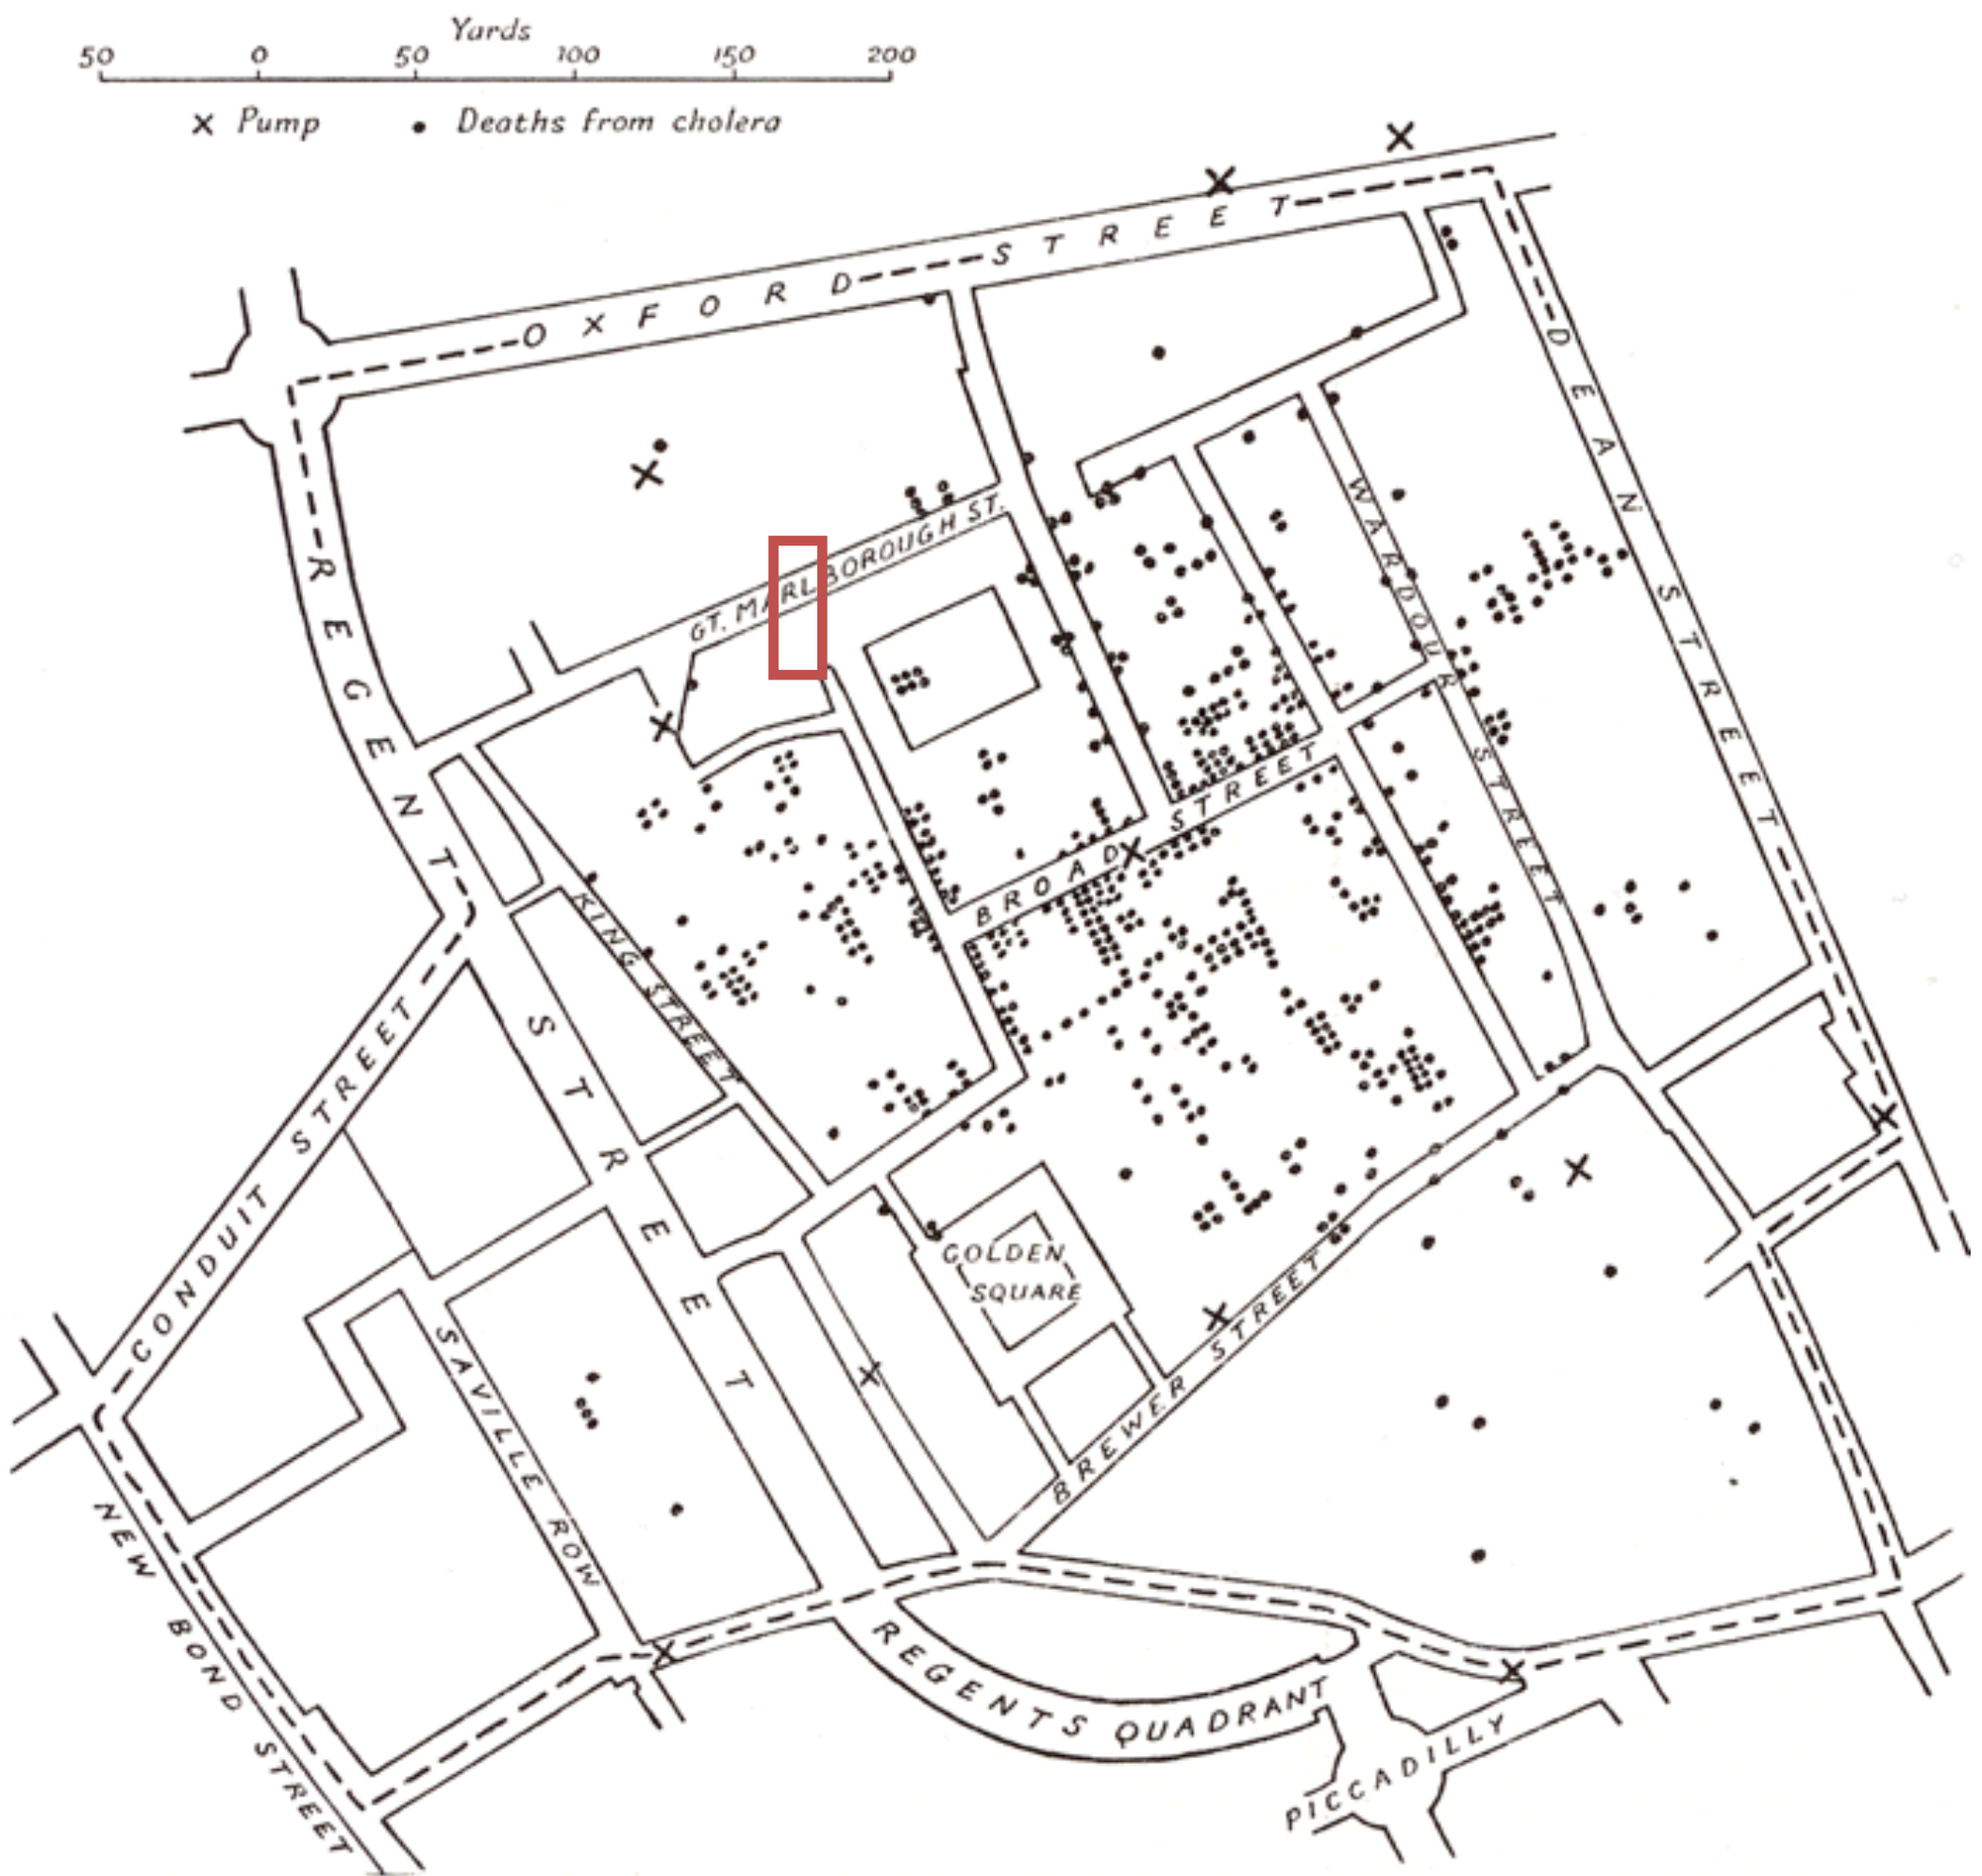 Yards
50 0 50 100 150 200
× Pump • Deaths from cholera
OXFORD STREET
DEAN STREET
WARDOUR STREET
GT. MARLBOROUGH ST.
REGENT STREET
BROAD STREET
KING STREET
CONDUIT STREET
GOLDEN
SQUARE
BREWER STREET
SAVILLE ROW
NEW BOND STREET
REGENTS QUADRANT
PICCADILLY